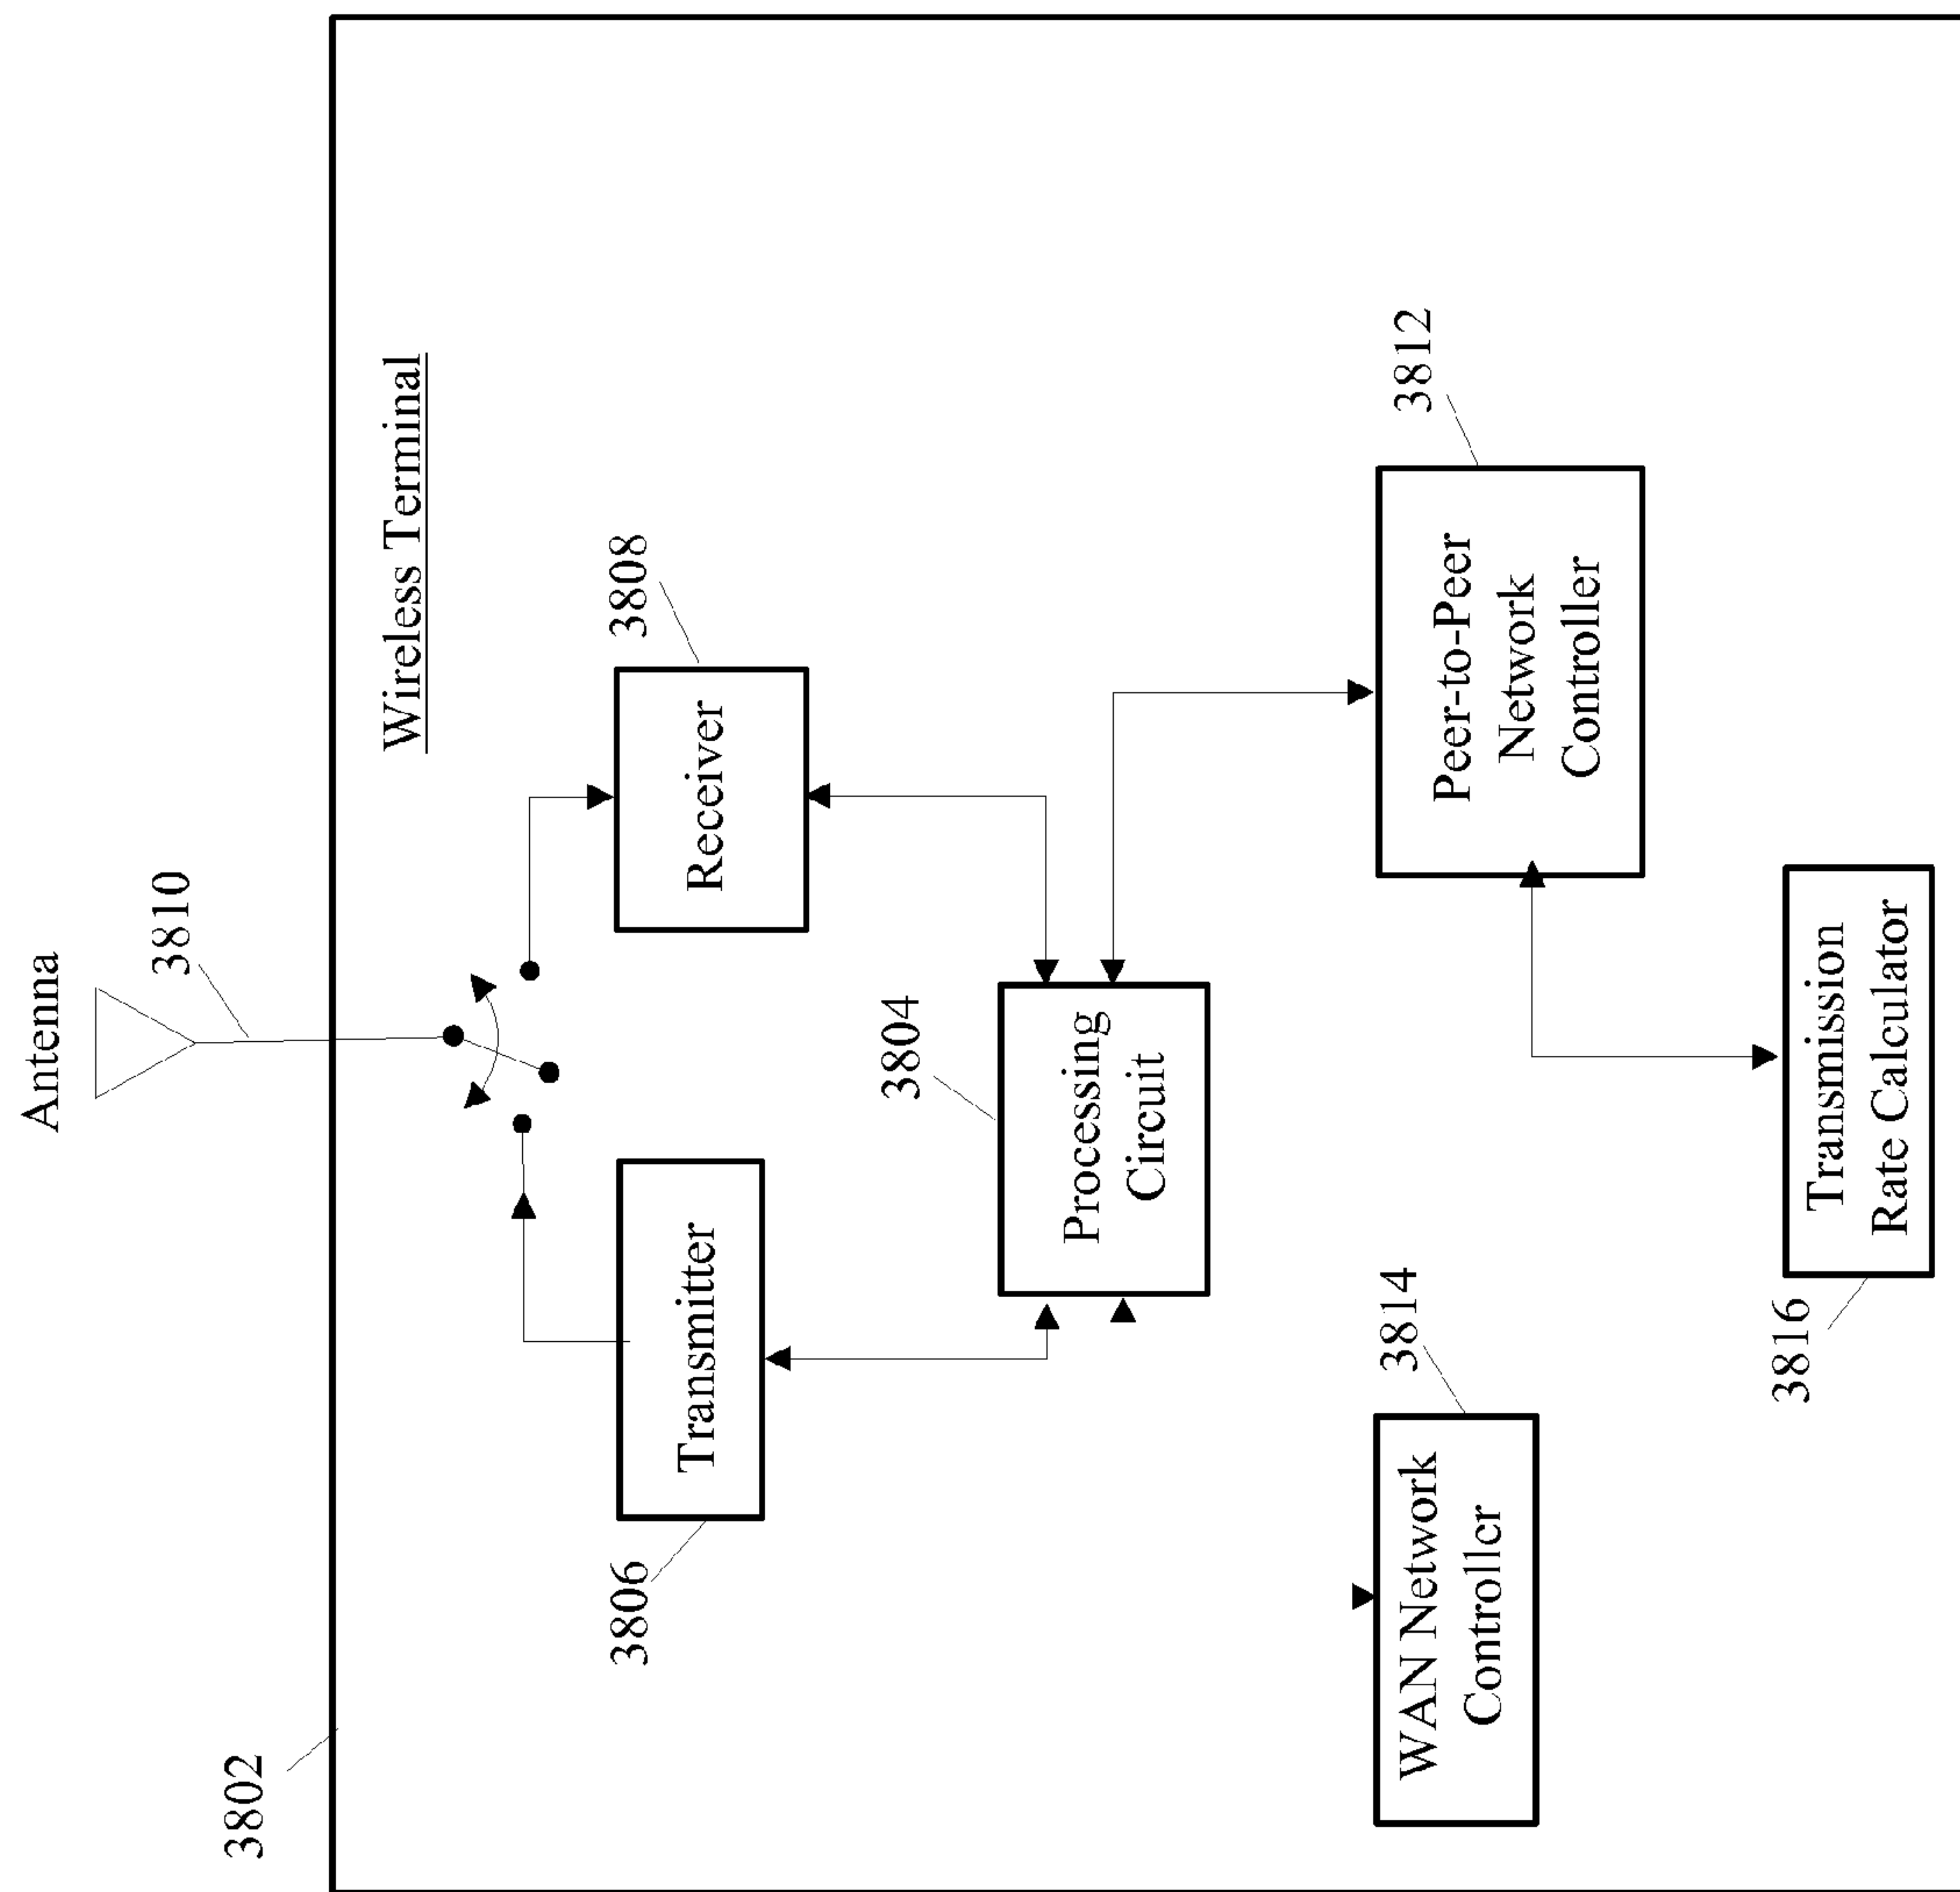 Antenna
3810
3802
Wireless Terminal
3806
Transmitter
3808
Receiver
3804
Processing
Circuit
3814
WAN Network
Controller
3812
Peer-to-Peer
Network
Controller
3816
Transmission
Rate Calculator